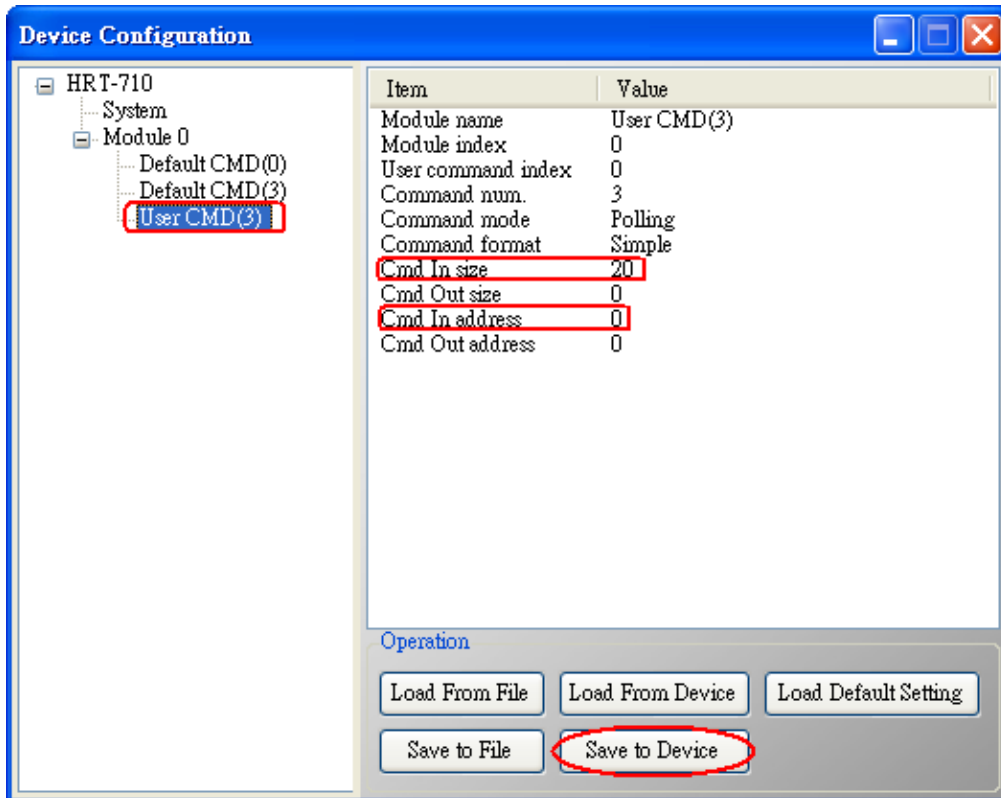 Device Configuration
HRT-710
System
Module 0
Default CMD(0)
Default CMD(3)
User CMD(3)
Item Value
Module name User CMD(3)
Module index 0
User command index 0
Command num. 3
Command mode Polling
Command format Simple
Cmd In size 20
Cmd Out size 0
Cmd In address 0
Cmd Out address 0
Operation
Load From File Load From Device Load Default Setting
Save to File Save to Device